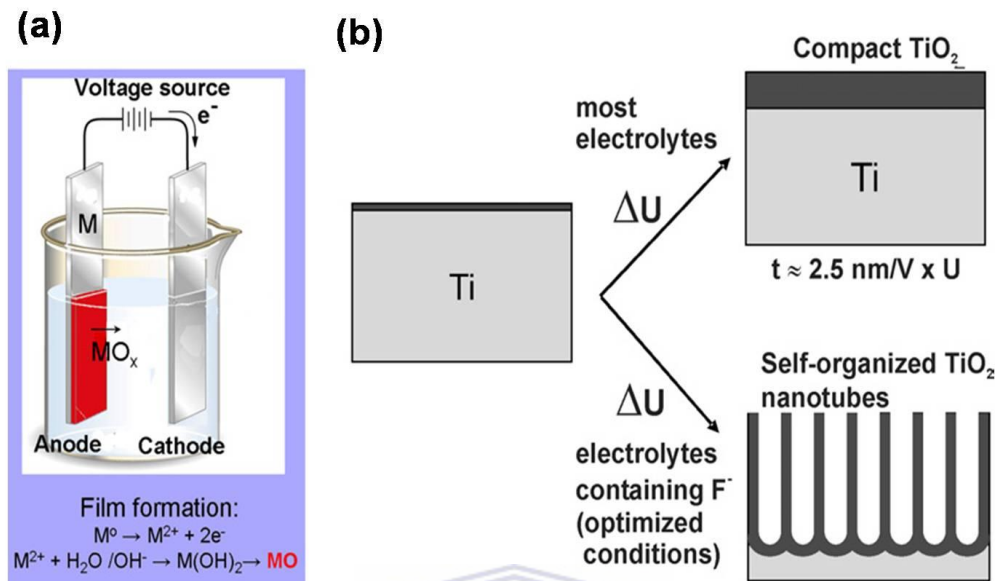 (a)
Voltage source
e⁻
M
MOₓ
Anode Cathode
Film formation:
Mº → M²⁺ + 2e⁻
M²⁺ + H₂O /OH⁻ → M(OH)₂→ MO
(b)
Ti
most
electrolytes
ΔU
Compact TiO₂
Ti
t ≈ 2.5 nm/V x U
ΔU
electrolytes
containing F⁻
(optimized
conditions)
Self-organized TiO₂
nanotubes